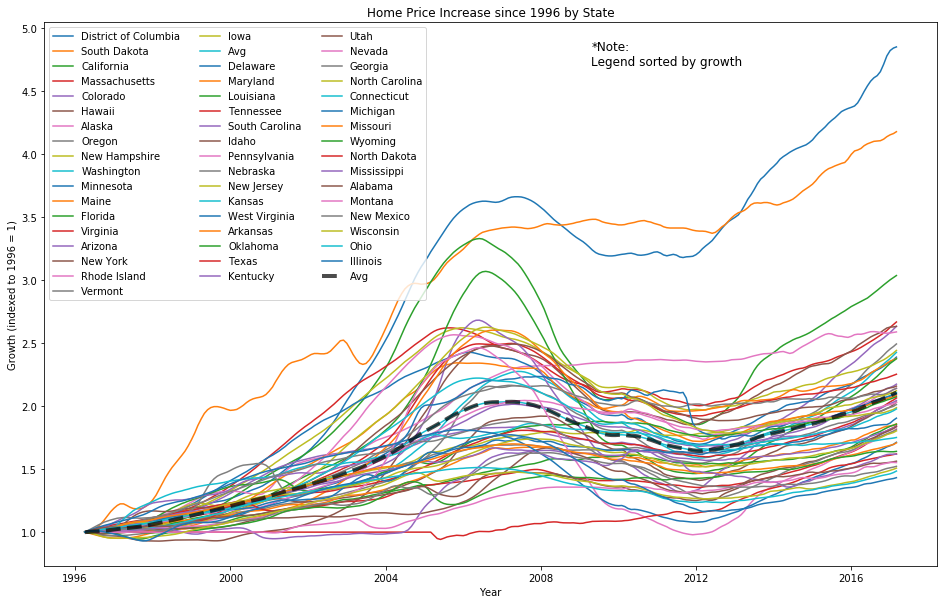 Home Price Increase since 1996 by State
5.0
4.5
4.0
3.5
3.0
2.5
2.0
1.5
1.0
Growth (indexed to 1996 = 1)
District of Columbia
South Dakota
California
Massachusetts
Colorado
Hawaii
Alaska
Oregon
New Hampshire
Washington
Minnesota
Maine
Florida
Virginia
Arizona
New York
Rhode Island
Vermont
Iowa
Avg
Delaware
Maryland
Louisiana
Tennessee
South Carolina
Idaho
Pennsylvania
Nebraska
New Jersey
Kansas
West Virginia
Arkansas
Oklahoma
Texas
Kentucky
Utah
Nevada
Georgia
North Carolina
Connecticut
Michigan
Missouri
Wyoming
North Dakota
Mississippi
Alabama
Montana
New Mexico
Wisconsin
Ohio
Illinois
Avg
*Note:
Legend sorted by growth
1996
2000
2004
2008
2012
2016
Year